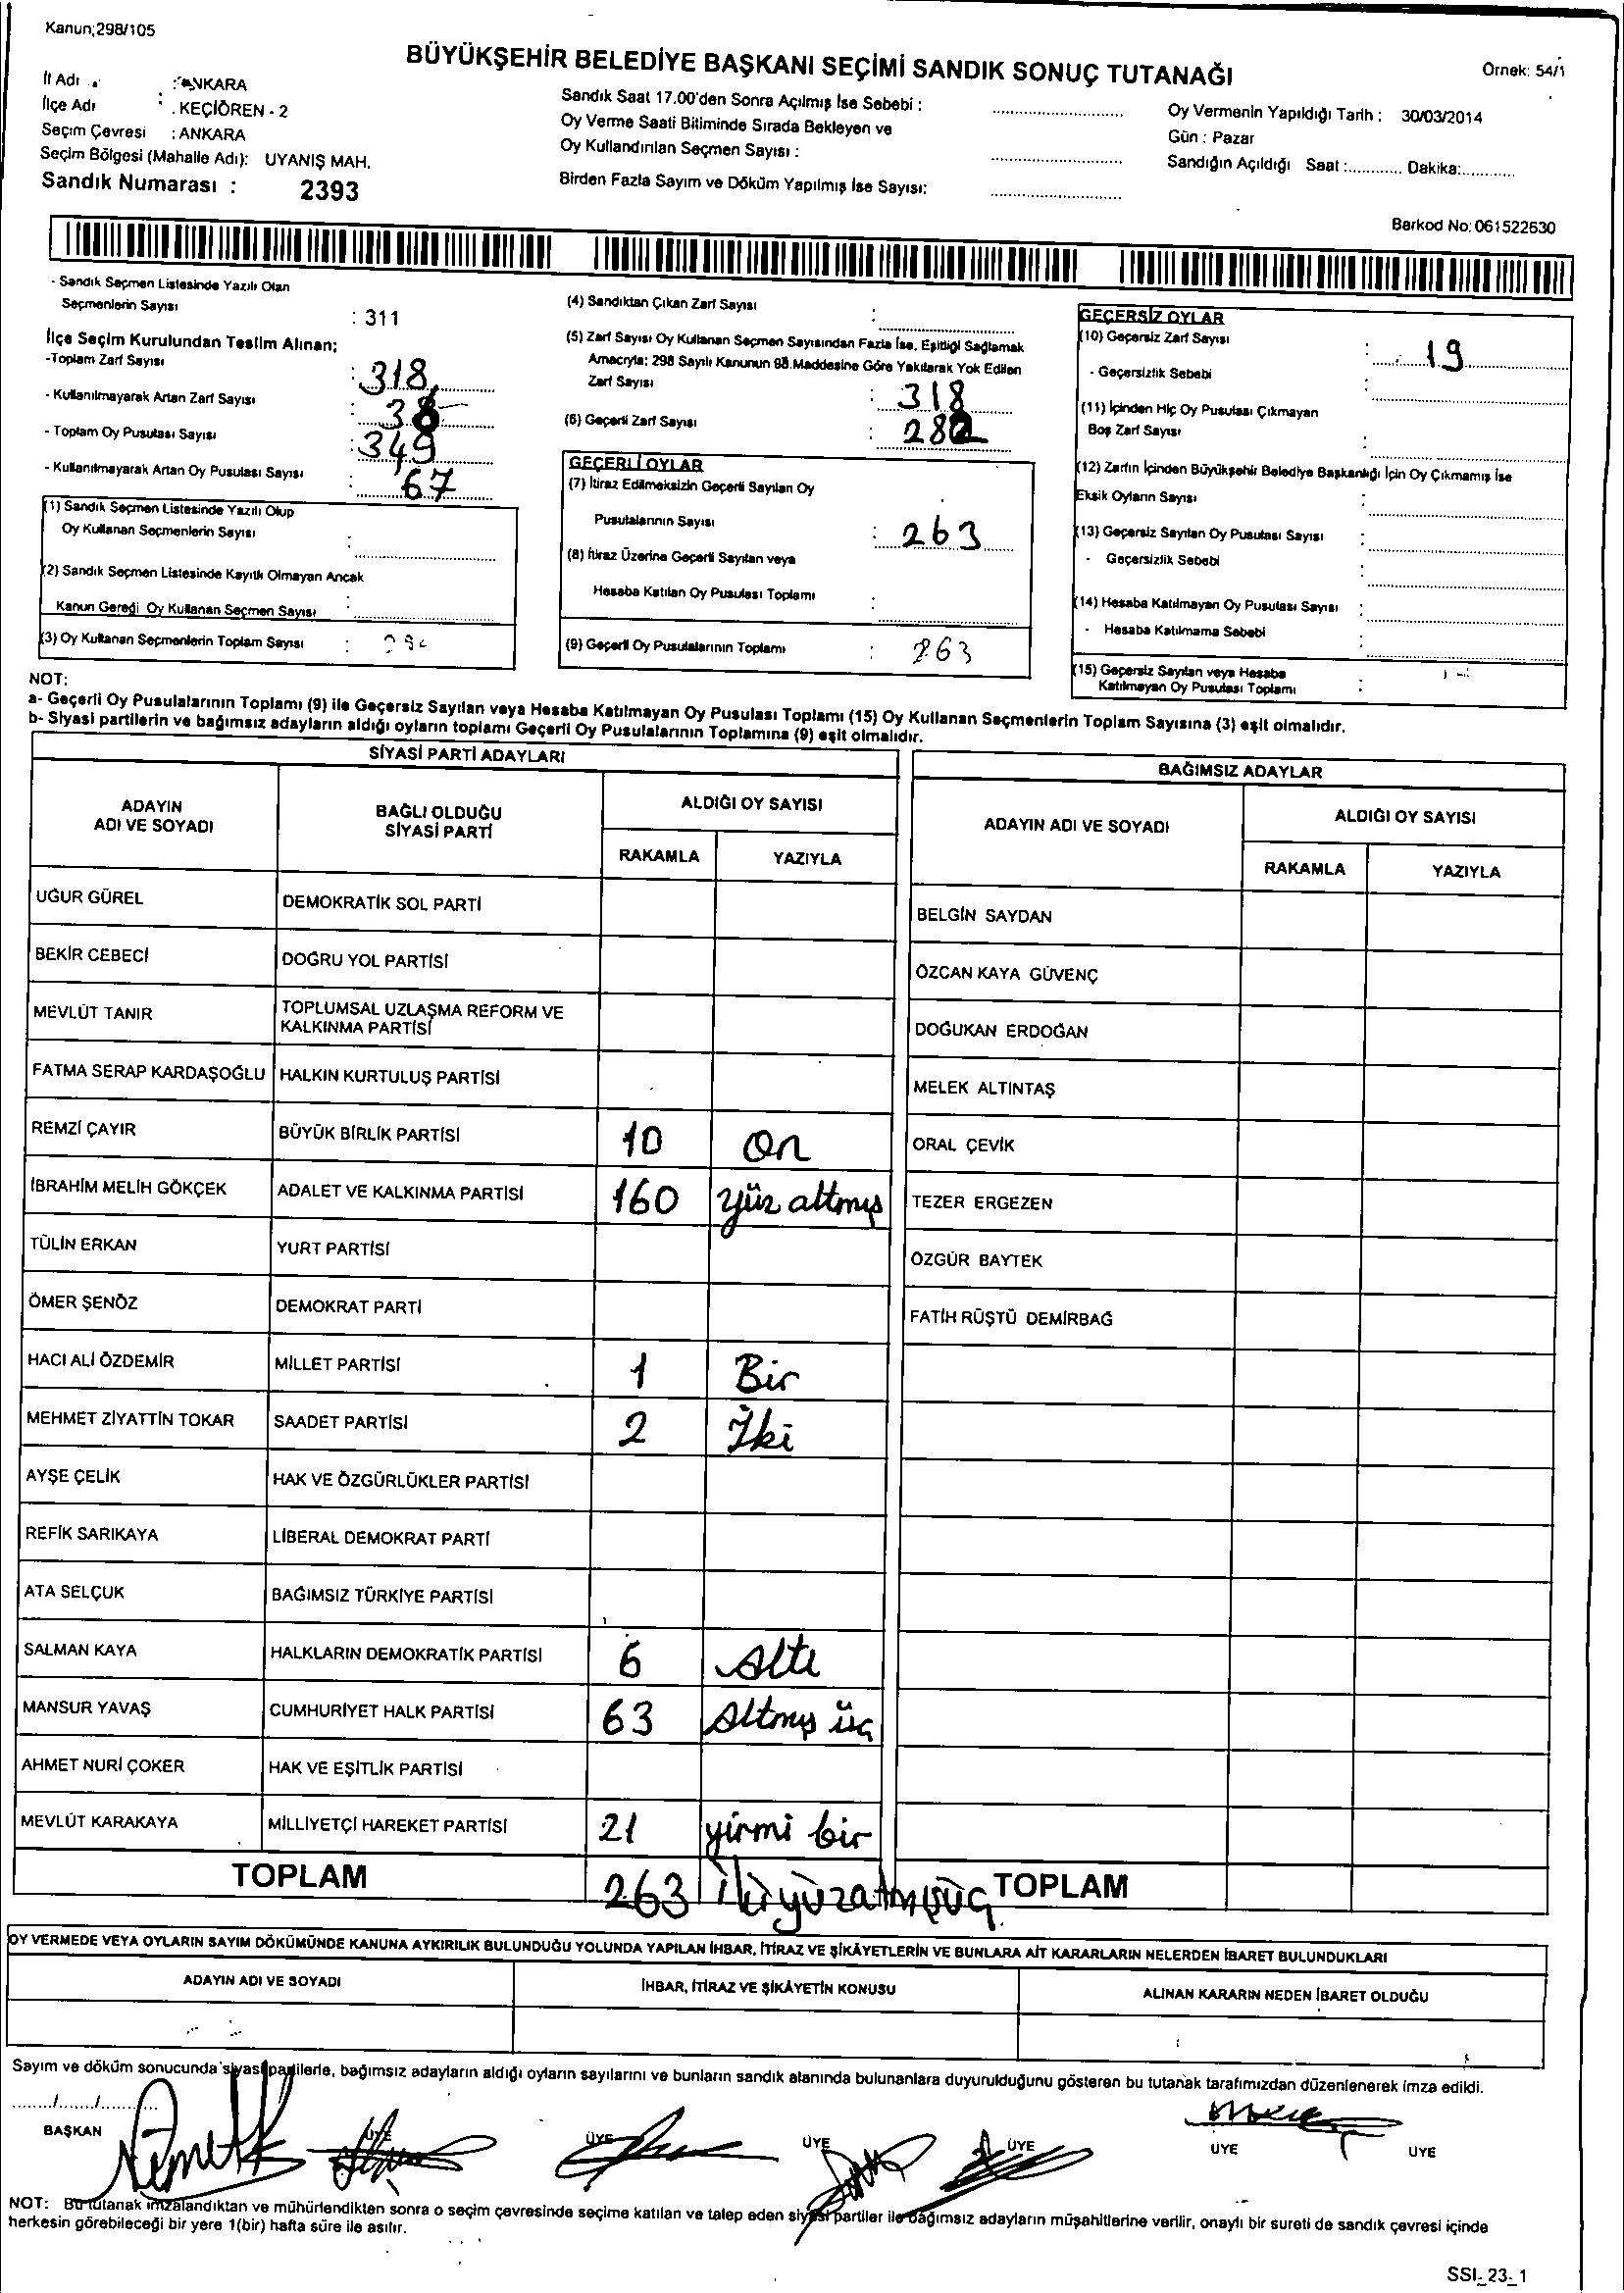 Kanun;298/105
BÜYÜKŞEHİR BELEDİYE BAŞKANI SEÇİMİ SANDIK SONUÇ TUTANAĞI
Örnek: 54/1
İl Adı : ANKARA
İlçe Adı : KEÇİÖREN - 2
Seçim Çevresi : ANKARA
Seçim Bölgesi (Mahalle Adı): UYANIŞ MAH.
Sandık Numarası : 2393
Sandık Saat 17.00'den Sonra Açılmış İse Sebebi :
Oy Verme Saati Bitiminde Sırada Bekleyen ve
Oy Kullandırılan Seçmen Sayısı :
Birden Fazla Sayım ve Döküm Yapılmış İse Sayısı:
Oy Vermenin Yapıldığı Tarih : 30/03/2014
Gün : Pazar
Sandığın Açıldığı Saat :............ Dakika:............
Barkod No: 061522630
- Sandık Seçmen Listesinde Yazılı Olan
Seçmenlerin Sayısı : 311
İlçe Seçim Kurulundan Teslim Alınan;
-Toplam Zarf Sayısı : 318
- Kullanılmayarak Artan Zarf Sayısı :
- Toplam Oy Pusulası Sayısı : 349
- Kullanılmayarak Artan Oy Pusulası Sayısı : 67
(1) Sandık Seçmen Listesinde Yazılı Olup
Oy Kullanan Seçmenlerin Sayısı :
(2) Sandık Seçmen Listesinde Kayıtlı Olmayan Ancak
Kanun Gereği Oy Kullanan Seçmen Sayısı :
(3) Oy Kullanan Seçmenlerin Toplam Sayısı :
(4) Sandıktan Çıkan Zarf Sayısı :
(5) Zarf Sayısı Oy Kullanan Seçmen Sayısından Fazla İse, Eşitliği Sağlamak
Amacıyla; 298 Sayılı Kanunun 98.Maddesine Göre Yakılarak Yok Edilen
Zarf Sayısı : 318
(6) Geçerli Zarf Sayısı : 282
GEÇERLİ OYLAR
(7) İtiraz Edilmeksizin Geçerli Sayılan Oy
Pusulalarının Sayısı : 263
(8) İtiraz Üzerine Geçerli Sayılan veya
Hesaba Katılan Oy Pusulası Toplamı :
(9) Geçerli Oy Pusulalarının Toplamı : 263
GEÇERSİZ OYLAR
(10) Geçersiz Zarf Sayısı : 19
- Geçersizlik Sebebi :
(11) İçinden Hiç Oy Pusulası Çıkmayan
Boş Zarf Sayısı :
(12) Zarfın İçinden Büyükşehir Belediye Başkanlığı İçin Oy Çıkmamış İse
Eksik Oyların Sayısı :
(13) Geçersiz Sayılan Oy Pusulası Sayısı :
- Geçersizlik Sebebi :
(14) Hesaba Katılmayan Oy Pusulası Sayısı :
- Hesaba Katılmama Sebebi :
(15) Geçersiz Sayılan veya Hesaba
Katılmayan Oy Pusulası Toplamı :
NOT:
a- Geçerli Oy Pusulalarının Toplamı (9) ile Geçersiz Sayılan veya Hesaba Katılmayan Oy Pusulası Toplamı (15) Oy Kullanan Seçmenlerin Toplam Sayısına (3) eşit olmalıdır.
b- Siyasi partilerin ve bağımsız adayların aldığı oyların toplamı Geçerli Oy Pusulalarının Toplamına (9) eşit olmalıdır.
SİYASİ PARTİ ADAYLARI
ADAYIN ADI VE SOYADI BAĞLI OLDUĞU SİYASİ PARTİ ALDIĞI OY SAYISI
RAKAMLA YAZIYLA
UĞUR GÜREL DEMOKRATİK SOL PARTİ
BEKİR CEBECİ DOĞRU YOL PARTİSİ
MEVLÜT TANIR TOPLUMSAL UZLAŞMA REFORM VE KALKINMA PARTİSİ
FATMA SERAP KARDAŞOĞLU HALKIN KURTULUŞ PARTİSİ
REMZİ ÇAYIR BÜYÜK BİRLİK PARTİSİ 10 On
İBRAHİM MELİH GÖKÇEK ADALET VE KALKINMA PARTİSİ 160 yüz altmış
TÜLİN ERKAN YURT PARTİSİ
ÖMER ŞENÖZ DEMOKRAT PARTİ
HACI ALİ ÖZDEMİR MİLLET PARTİSİ 1 Bir
MEHMET ZİYATTİN TOKAR SAADET PARTİSİ 2 İki
AYŞE ÇELİK HAK VE ÖZGÜRLÜKLER PARTİSİ
REFİK SARIKAYA LİBERAL DEMOKRAT PARTİ
ATA SELÇUK BAĞIMSIZ TÜRKİYE PARTİSİ
SALMAN KAYA HALKLARIN DEMOKRATİK PARTİSİ 6 Altı
MANSUR YAVAŞ CUMHURİYET HALK PARTİSİ 63 Altmış üç
AHMET NURİ ÇOKER HAK VE EŞİTLİK PARTİSİ
MEVLÜT KARAKAYA MİLLİYETÇİ HAREKET PARTİSİ 21 yirmi bir
TOPLAM 263 ikiyüzatmışüç
BAĞIMSIZ ADAYLAR
ADAYIN ADI VE SOYADI ALDIĞI OY SAYISI
RAKAMLA YAZIYLA
BELGİN SAYDAN
ÖZCAN KAYA GÜVENÇ
DOĞUKAN ERDOĞAN
MELEK ALTINTAŞ
ORAL ÇEVİK
TEZER ERGEZEN
ÖZGÜR BAYTEK
FATİH RÜŞTÜ DEMİRBAĞ
TOPLAM
OY VERMEDE VEYA OYLARIN SAYIM DÖKÜMÜNDE KANUNA AYKIRILIK BULUNDUĞU YOLUNDA YAPILAN İHBAR, İTİRAZ VE ŞİKÂYETLERİN VE BUNLARA AİT KARARLARIN NELERDEN İBARET BULUNDUKLARI
ADAYIN ADI VE SOYADI İHBAR, İTİRAZ VE ŞİKÂYETİN KONUSU ALINAN KARARIN NEDEN İBARET OLDUĞU
Sayım ve döküm sonucunda siyasi partilerle, bağımsız adayların aldığı oyların sayılarını ve bunların sandık alanında bulunanlara duyurulduğunu gösteren bu tutanak tarafımızdan düzenlenerek imza edildi.
....../....../............
BAŞKAN ÜYE ÜYE ÜYE ÜYE ÜYE ÜYE
NOT: Bu tutanak imzalandıktan ve mühürlendikten sonra o seçim çevresinde seçime katılan ve talep eden siyasi partiler ile bağımsız adayların müşahitlerine verilir, onaylı bir sureti de sandık çevresi içinde
herkesin görebileceği bir yere 1(bir) hafta süre ile asılır.
SSI_23_1